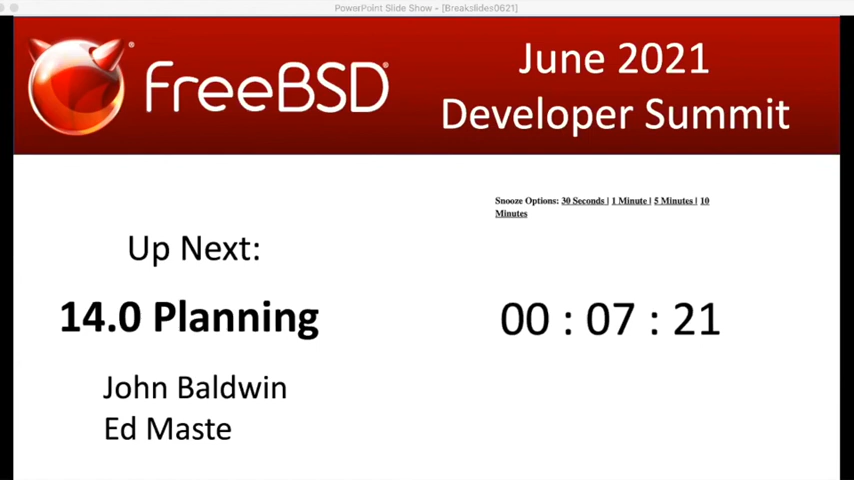 PowerPoint Slide Show - [Breakslides0621]
FreeBSD®
June 2021
Developer Summit
Snooze Options: 30 Seconds | 1 Minute | 5 Minutes | 10
Minutes
Up Next:
14.0 Planning
00 : 07 : 21
John Baldwin
Ed Maste